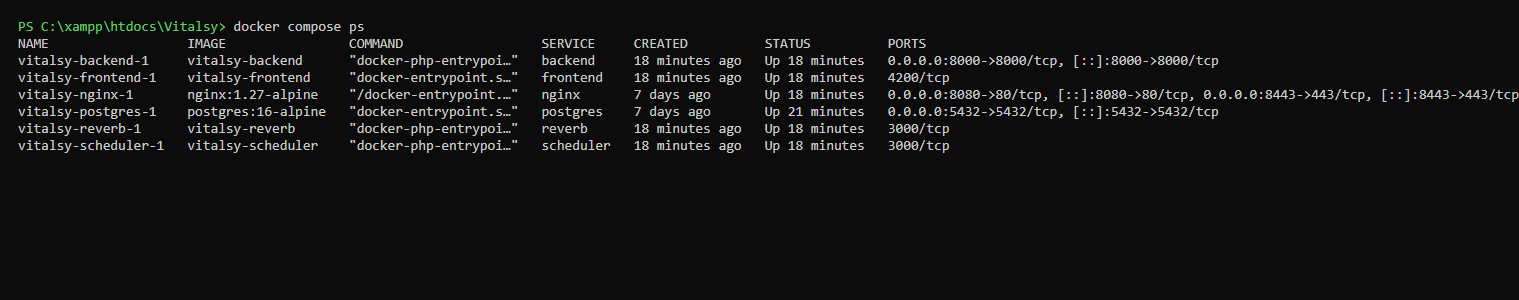 PS C:\xampp\htdocs\Vitalsy> docker compose ps
NAME IMAGE COMMAND SERVICE CREATED STATUS PORTS
vitalsy-backend-1 vitalsy-backend "docker-php-entrypoi…" backend 18 minutes ago Up 18 minutes 0.0.0.0:8000->8000/tcp, [::]:8000->8000/tcp
vitalsy-frontend-1 vitalsy-frontend "docker-entrypoint.s…" frontend 18 minutes ago Up 18 minutes 4200/tcp
vitalsy-nginx-1 nginx:1.27-alpine "/docker-entrypoint.…" nginx 7 days ago Up 18 minutes 0.0.0.0:8080->80/tcp, [::]:8080->80/tcp, 0.0.0.0:8443->443/tcp, [::]:8443->443/tcp
vitalsy-postgres-1 postgres:16-alpine "docker-entrypoint.s…" postgres 7 days ago Up 21 minutes 0.0.0.0:5432->5432/tcp, [::]:5432->5432/tcp
vitalsy-reverb-1 vitalsy-reverb "docker-php-entrypoi…" reverb 18 minutes ago Up 18 minutes 3000/tcp
vitalsy-scheduler-1 vitalsy-scheduler "docker-php-entrypoi…" scheduler 18 minutes ago Up 18 minutes 3000/tcp